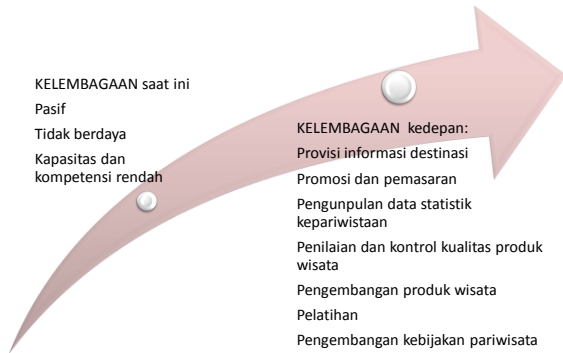 KELEMBAGAAN saat ini
Pasif
Tidak berdaya
Kapasitas dan
kompetensi rendah
KELEMBAGAAN kedepan:
Provisi informasi destinasi
Promosi dan pemasaran
Pengunpulan data statistik
kepariwistaan
Penilaian dan kontrol kualitas produk
wisata
Pengembangan produk wisata
Pelatihan
Pengembangan kebijakan pariwisata